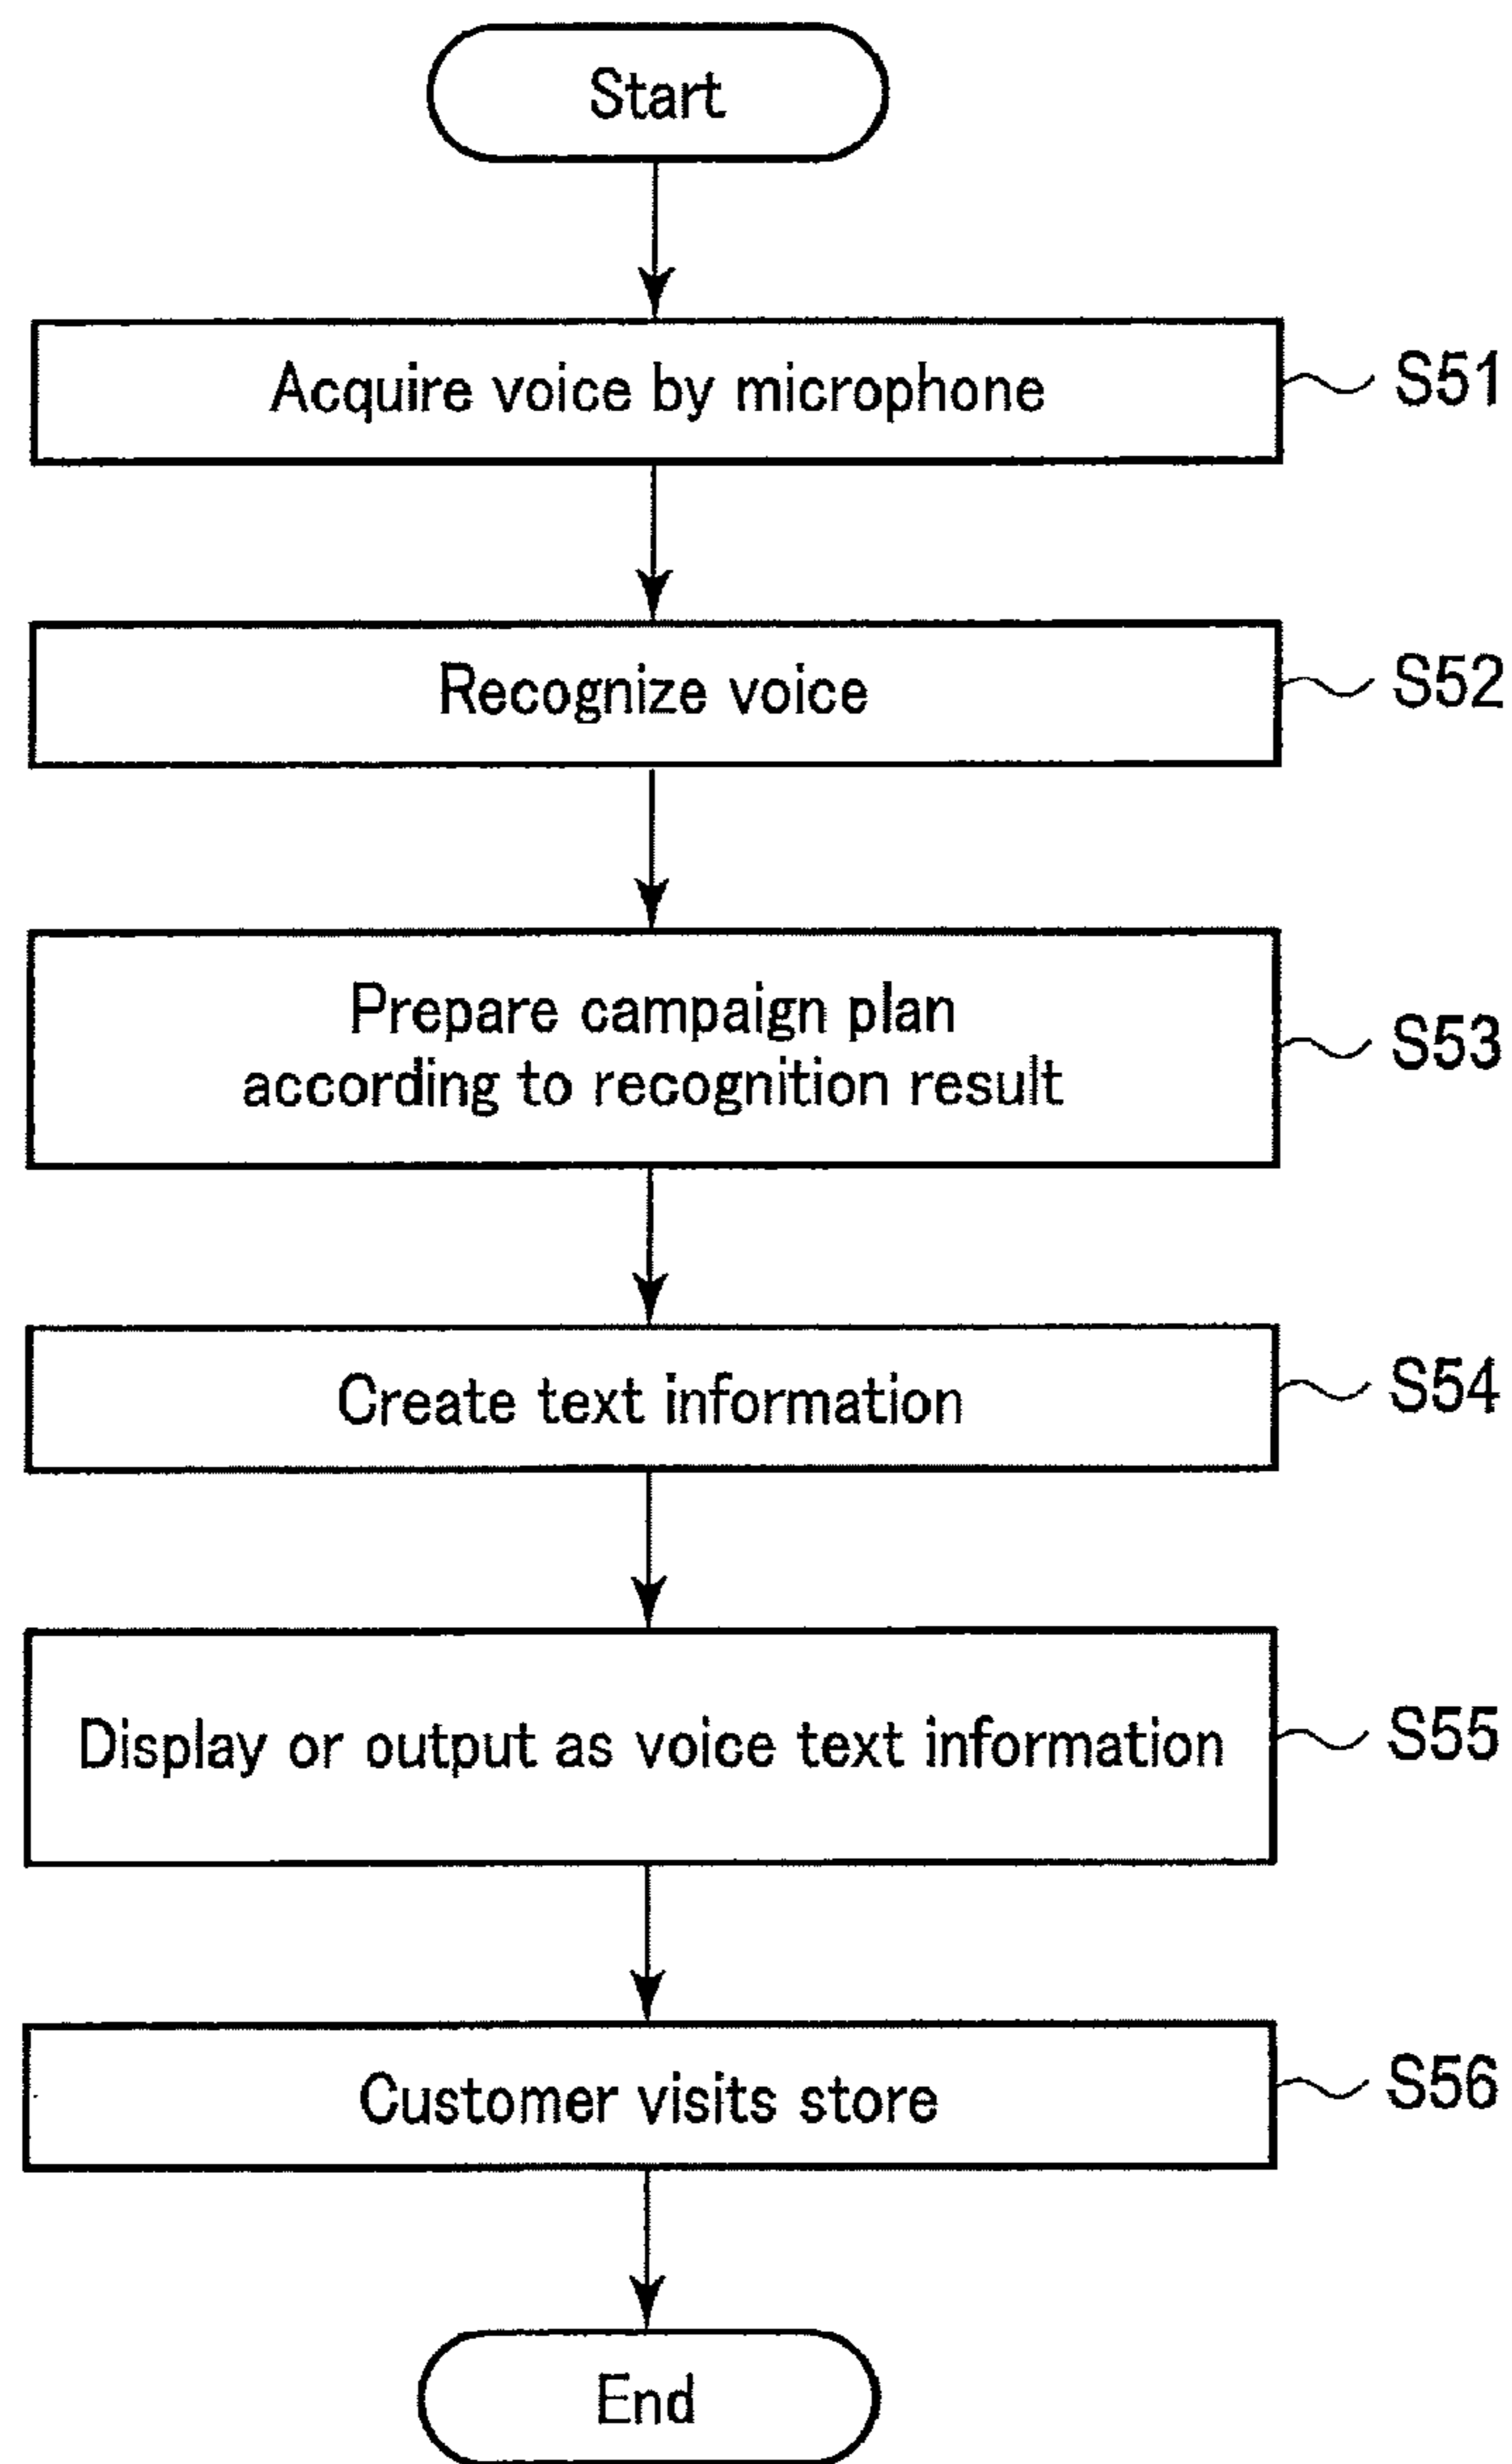 Start
Acquire voice by microphone
S51
Recognize voice
S52
Prepare campaign plan
according to recognition result
S53
Create text information
S54
Display or output as voice text information
S55
Customer visits store
S56
End